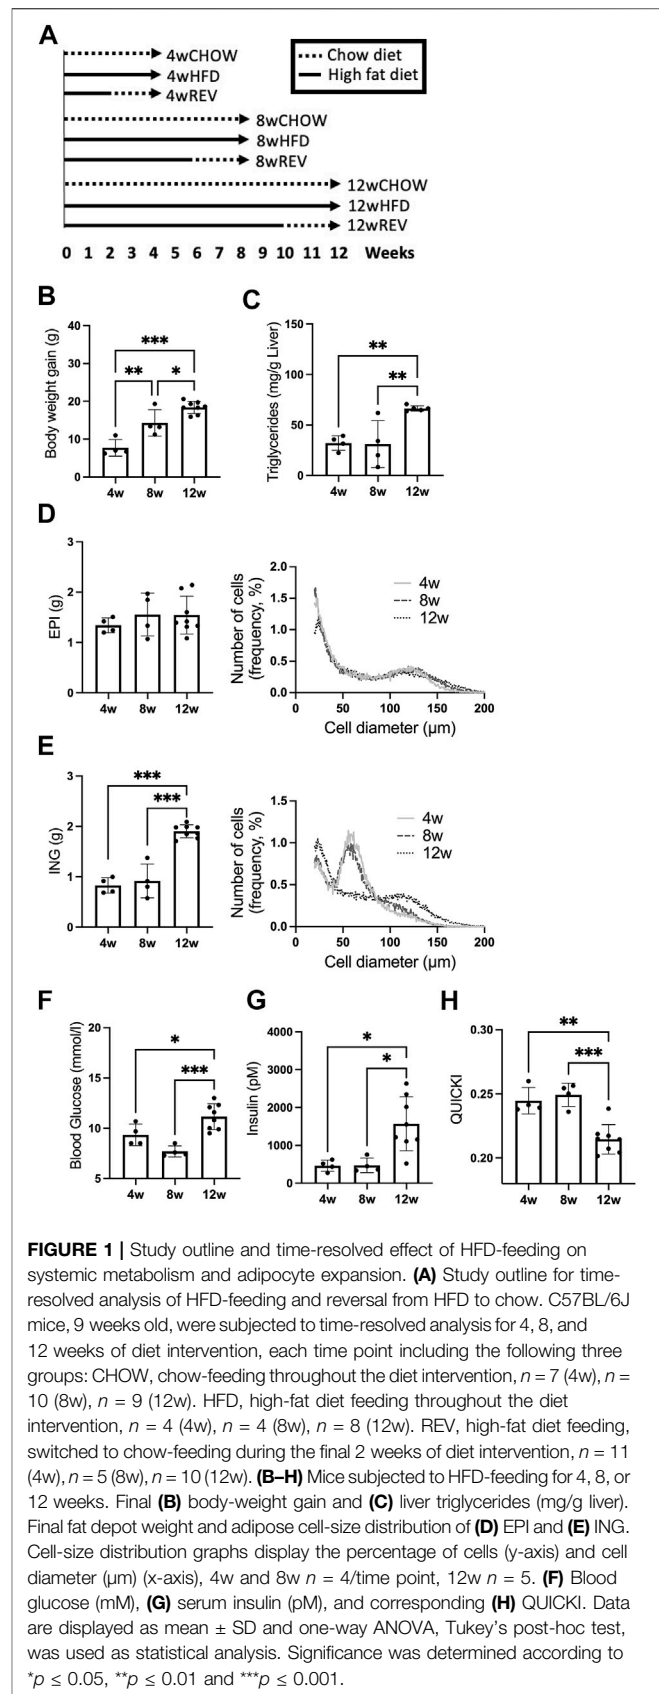 A
Chow diet
High fat diet
4wCHOW
4wHFD
4wREV
8wCHOW
8wHFD
8wREV
12wCHOW
12wHFD
12wREV
0 1 2 3 4 5 6 7 8 9 10 11 12 Weeks
B
Body weight gain (g)
40
30
20
10
0
***
** *
4w 8w 12w
C
Triglycerides (mg/g Liver)
150
100
50
0
**
**
4w 8w 12w
D
EPI (g)
3
2
1
0
4w 8w 12w
Number of cells
(frequency, %)
2.0
1.5
1.0
0.5
0.0
4w
8w
12w
0 50 100 150 200
Cell diameter (µm)
E
ING (g)
3
2
1
0
***
***
4w 8w 12w
Number of cells
(frequency, %)
1.5
1.0
0.5
0.0
4w
8w
12w
0 50 100 150 200
Cell diameter (µm)
F
Blood Glucose (mmol/l)
20
15
10
5
*
***
4w 8w 12w
G
Insulin (pM)
4000
3000
2000
1000
0
*
*
4w 8w 12w
H
QUICKI
0.30
0.25
0.20
**
***
4w 8w 12w
FIGURE 1 | Study outline and time-resolved effect of HFD-feeding on
systemic metabolism and adipocyte expansion. (A) Study outline for time-
resolved analysis of HFD-feeding and reversal from HFD to chow. C57BL/6J
mice, 9 weeks old, were subjected to time-resolved analysis for 4, 8, and
12 weeks of diet intervention, each time point including the following three
groups: CHOW, chow-feeding throughout the diet intervention, n = 7 (4w), n =
10 (8w), n = 9 (12w). HFD, high-fat diet feeding throughout the diet
intervention, n = 4 (4w), n = 4 (8w), n = 8 (12w). REV, high-fat diet feeding,
switched to chow-feeding during the final 2 weeks of diet intervention, n = 11
(4w), n = 5 (8w), n = 10 (12w). (B–H) Mice subjected to HFD-feeding for 4, 8, or
12 weeks. Final (B) body-weight gain and (C) liver triglycerides (mg/g liver).
Final fat depot weight and adipose cell-size distribution of (D) EPI and (E) ING.
Cell-size distribution graphs display the percentage of cells (y-axis) and cell
diameter (µm) (x-axis), 4w and 8w n = 4/time point, 12w n = 5. (F) Blood
glucose (mM), (G) serum insulin (pM), and corresponding (H) QUICKI. Data
are displayed as mean ± SD and one-way ANOVA, Tukey's post-hoc test,
was used as statistical analysis. Significance was determined according to
*p ≤ 0.05, **p ≤ 0.01 and ***p ≤ 0.001.